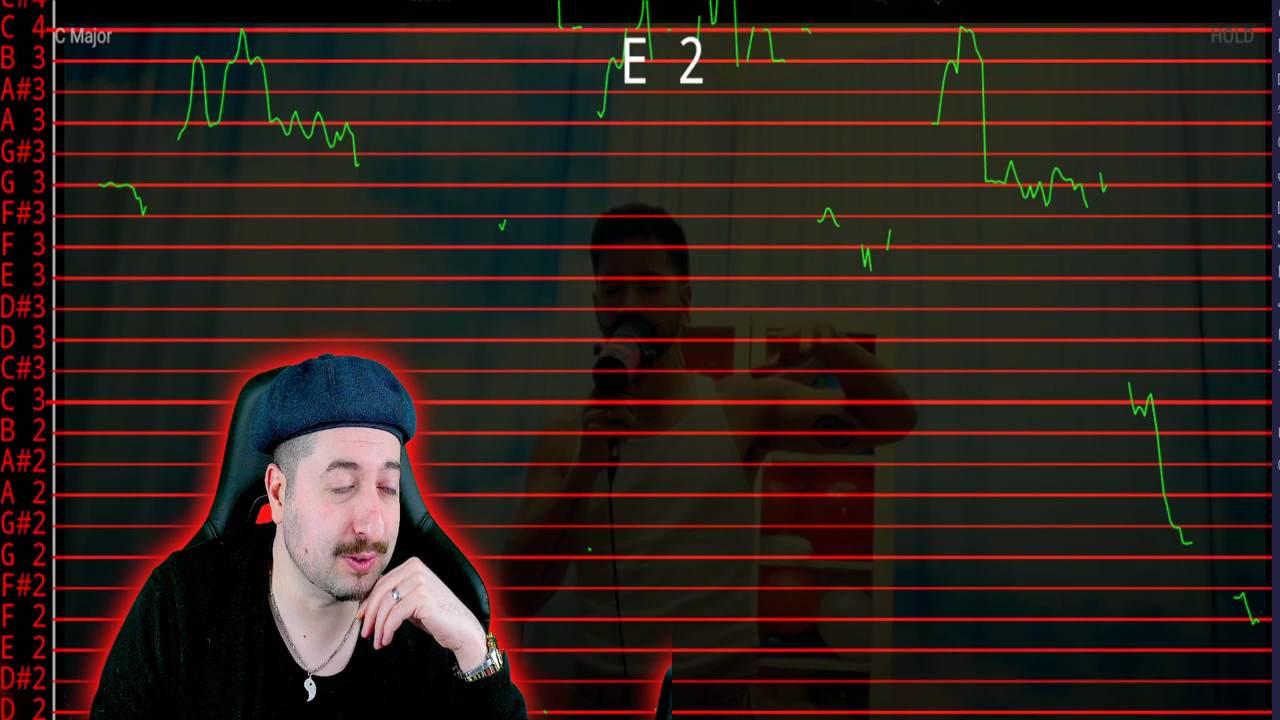 C#4
C 4
C Major
HOLD
B 3
E 2
A#3
A 3
G#3
G 3
F#3
F 3
E 3
D#3
D 3
C#3
C 3
B 2
A#2
A 2
G#2
G 2
F#2
F 2
E 2
D#2
D 2